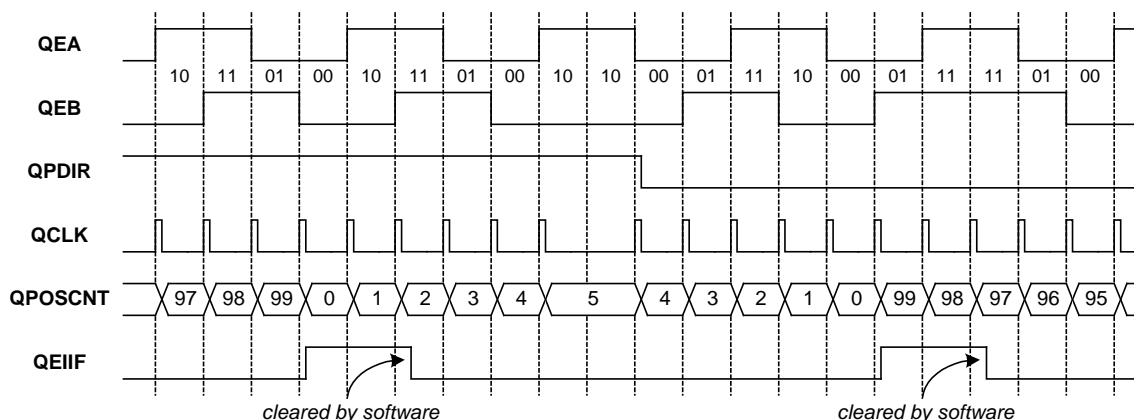 QEA
10 11 01 00 10 11 01 00 10 10 00 01 11 10 00 01 11 11 01 00
QEB
QPDIR
QCLK
QPOSCNT 97 98 99 0 1 2 3 4 5 4 3 2 1 0 99 98 97 96 95
QEIIF
cleared by software cleared by software